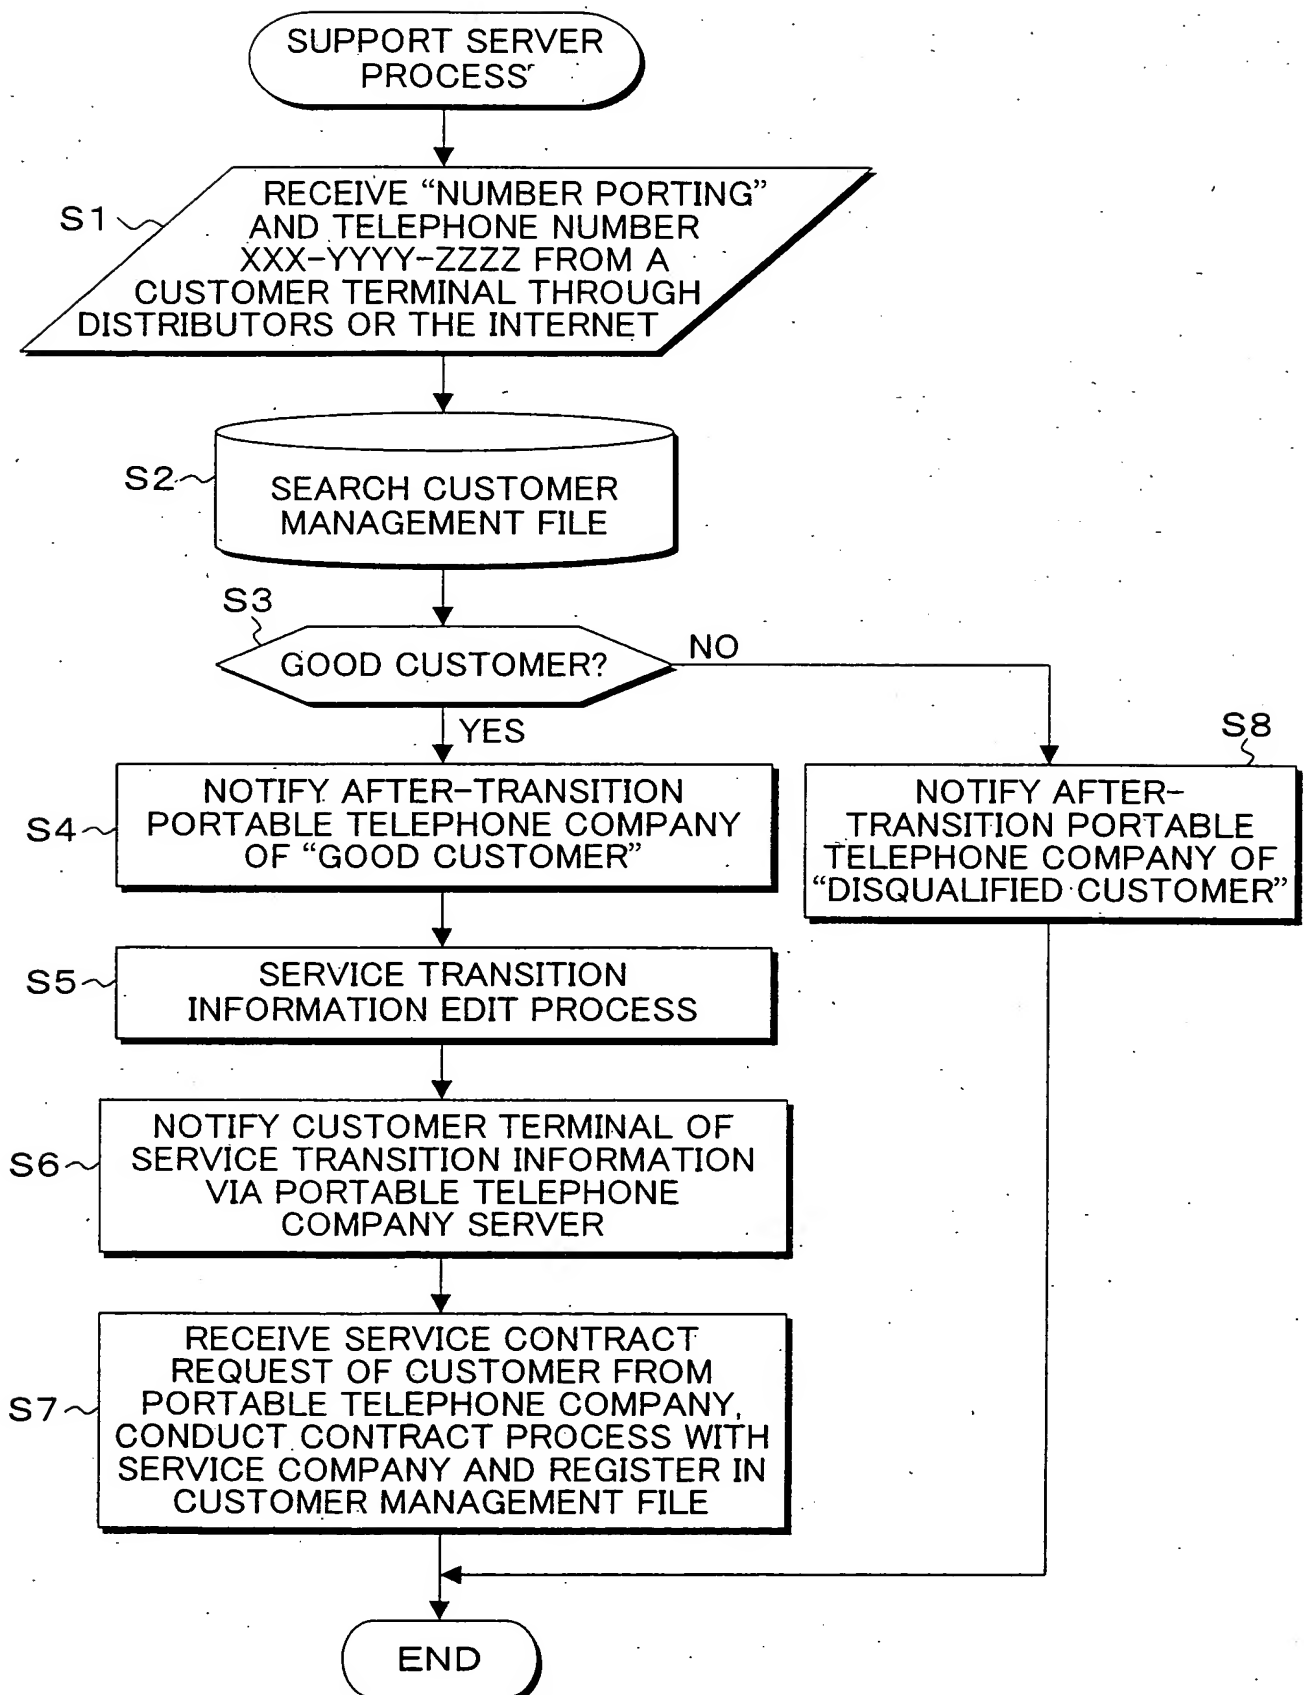 SUPPORT SERVER
PROCESS
S1
RECEIVE “NUMBER PORTING”
AND TELEPHONE NUMBER
XXX-YYYY-ZZZZ FROM A
CUSTOMER TERMINAL THROUGH
DISTRIBUTORS OR THE INTERNET
S2
SEARCH CUSTOMER
MANAGEMENT FILE
S3
GOOD CUSTOMER?
NO
YES
S4
NOTIFY AFTER-TRANSITION
PORTABLE TELEPHONE COMPANY
OF “GOOD CUSTOMER”
S8
NOTIFY AFTER-
TRANSITION PORTABLE
TELEPHONE COMPANY OF
“DISQUALIFIED CUSTOMER”
S5
SERVICE TRANSITION
INFORMATION EDIT PROCESS
S6
NOTIFY CUSTOMER TERMINAL OF
SERVICE TRANSITION INFORMATION
VIA PORTABLE TELEPHONE
COMPANY SERVER
S7
RECEIVE SERVICE CONTRACT
REQUEST OF CUSTOMER FROM
PORTABLE TELEPHONE COMPANY,
CONDUCT CONTRACT PROCESS WITH
SERVICE COMPANY AND REGISTER IN
CUSTOMER MANAGEMENT FILE
END